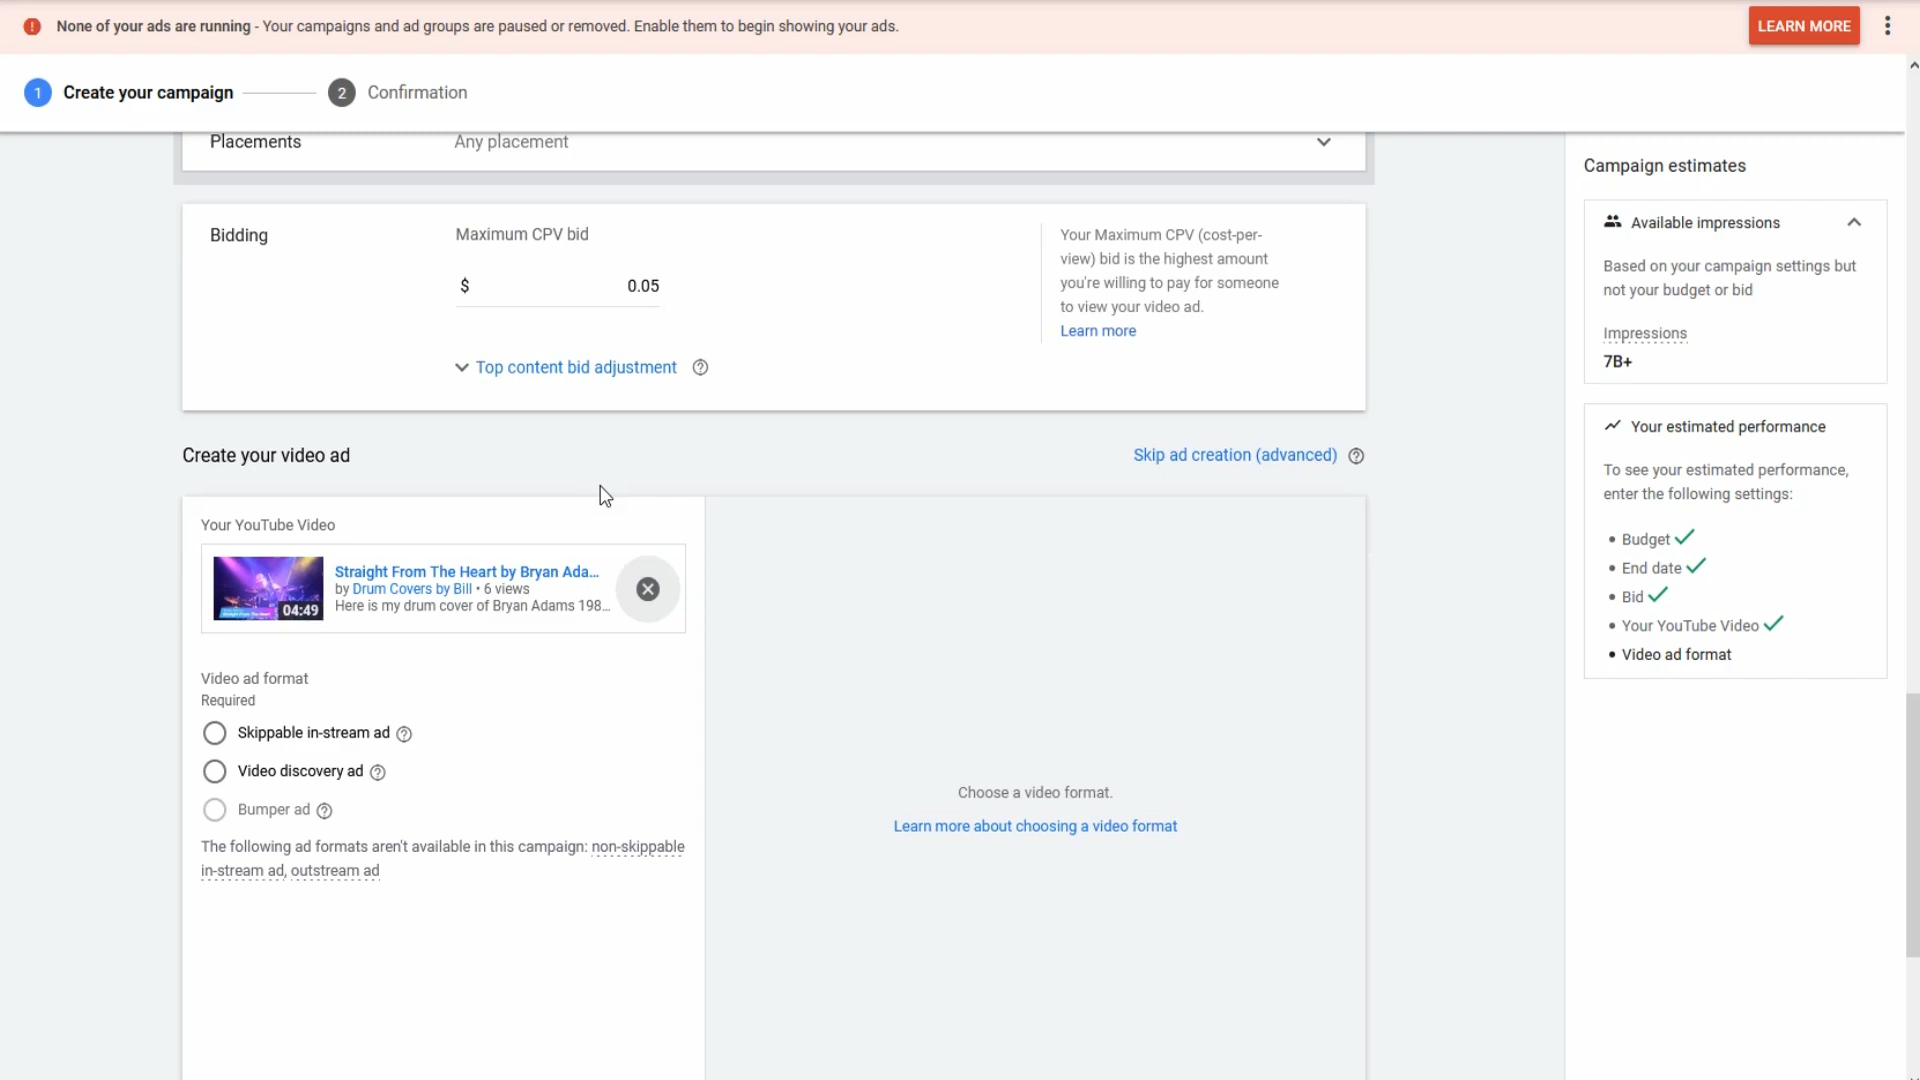 None of your ads are running - Your campaigns and ad groups are paused or removed. Enable them to begin showing your ads.
LEARN MORE
1 Create your campaign
2 Confirmation
Placements
Any placement
Bidding
Maximum CPV bid
$ 0.05
Top content bid adjustment
Your Maximum CPV (cost-per-
view) bid is the highest amount
you're willing to pay for someone
to view your video ad.
Learn more
Create your video ad
Skip ad creation (advanced)
Your YouTube Video
04:49
Straight From The Heart by Bryan Ada...
by Drum Covers by Bill • 6 views
Here is my drum cover of Bryan Adams 198...
Video ad format
Required
Skippable in-stream ad
Video discovery ad
Bumper ad
The following ad formats aren't available in this campaign: non-skippable
in-stream ad, outstream ad
Choose a video format.
Learn more about choosing a video format
Campaign estimates
Available impressions
Based on your campaign settings but
not your budget or bid
Impressions
7B+
Your estimated performance
To see your estimated performance,
enter the following settings:
• Budget
• End date
• Bid
• Your YouTube Video
• Video ad format